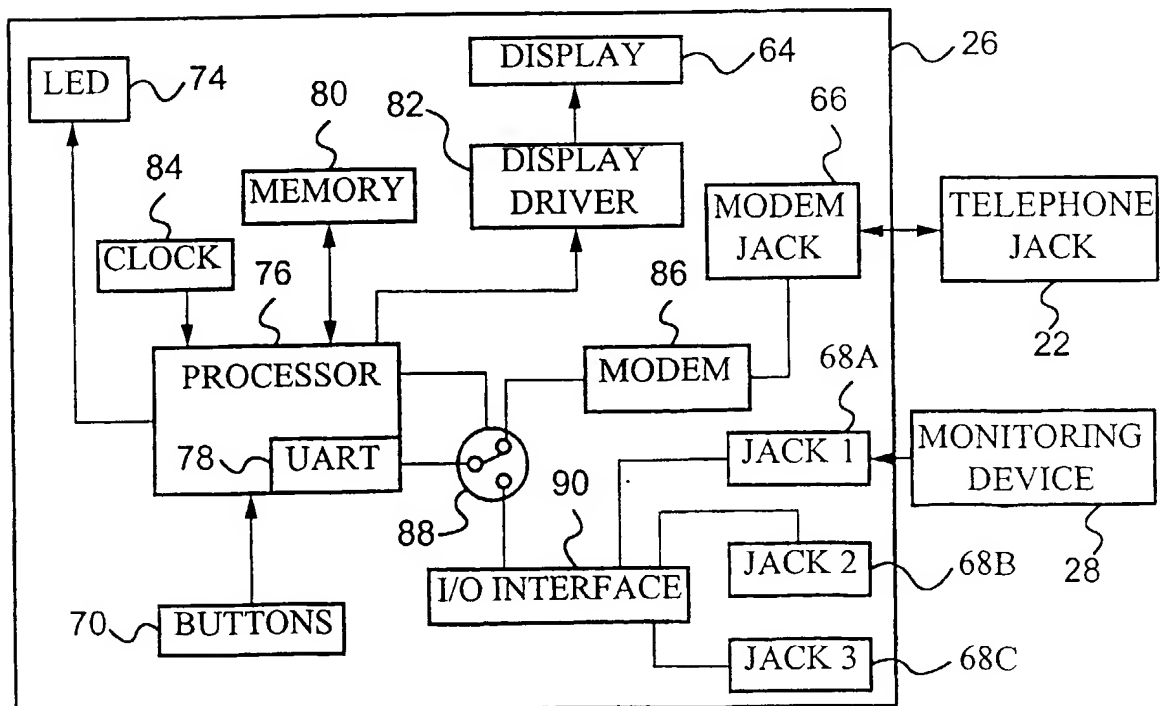 LED
74
DISPLAY
64
26
80
82
66
84
MEMORY
DISPLAY
DRIVER
MODEM
JACK
TELEPHONE
JACK
CLOCK
76
86
22
PROCESSOR
MODEM
68A
78
UART
JACK 1
MONITORING
DEVICE
88
90
JACK 2
68B
28
I/O INTERFACE
70
BUTTONS
JACK 3
68C